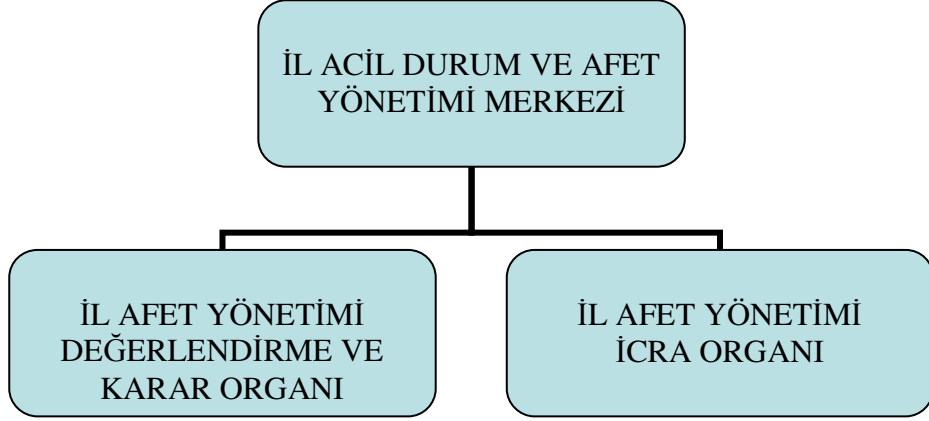 İL ACİL DURUM VE AFET
YÖNETİMİ MERKEZİ
İL AFET YÖNETİMİ
DEĞERLENDİRME VE
KARAR ORGANI
İL AFET YÖNETİMİ
İCRA ORGANI